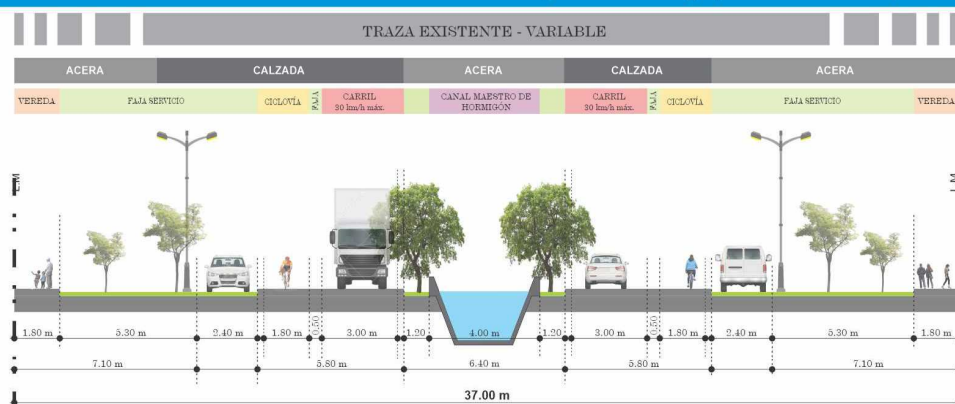 TRAZA EXISTENTE - VARIABLE
ACERA CALZADA ACERA CALZADA ACERA
VEREDA FAJA SERVICIO CICLOVÍA FAJA CARRIL 30 km/h máx. CANAL MAESTRO DE HORMIGÓN CARRIL 30 km/h máx. FAJA CICLOVÍA FAJA SERVICIO VEREDA
1.80 m 5.30 m 2.40 m 1.80 m 0.50 3.00 m 1.20 4.00 m 1.20 3.00 m 0.50 1.80 m 2.40 m 5.30 m 1.80 m
7.10 m 5.80 m 6.40 m 5.80 m 7.10 m
37.00 m